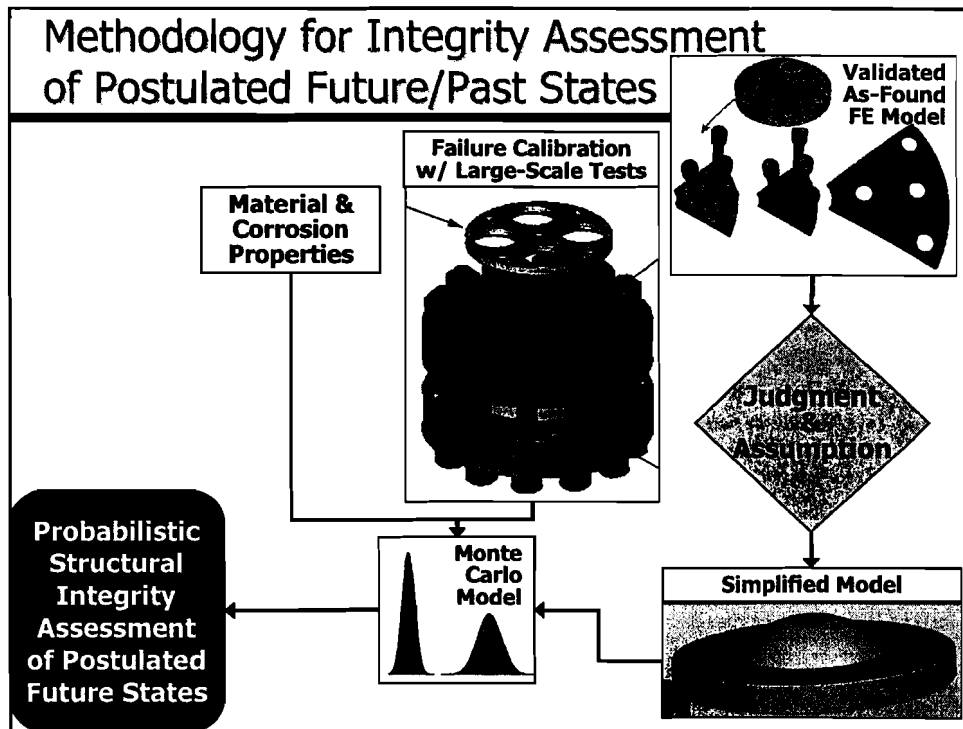 Methodology for Integrity Assessment
of Postulated Future/Past States
Validated
As-Found
FE Model
Failure Calibration
w/ Large-Scale Tests
Material &
Corrosion
Properties
Judgment
&
Assumption
Probabilistic
Structural
Integrity
Assessment
of Postulated
Future States
Monte
Carlo
Model
Simplified Model